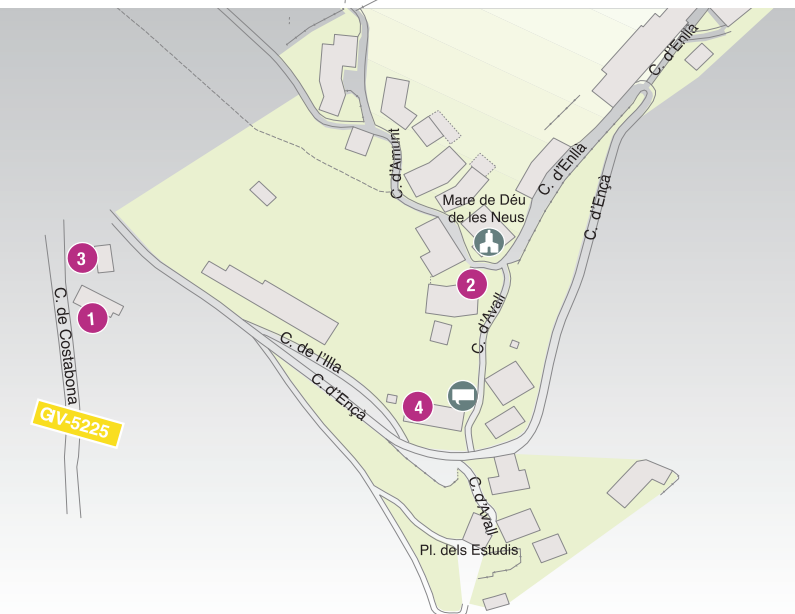 C. d'Enllà
C. d'Amunt
C. d'Enllà
C. d'Ençà
Mare de Déu
de les Neus
3
2
1
C. de Costabona
C. d'Avall
C. de l'Illa
C. d'Ençà
4
GIV-5225
C. d'Avall
Pl. dels Estudis